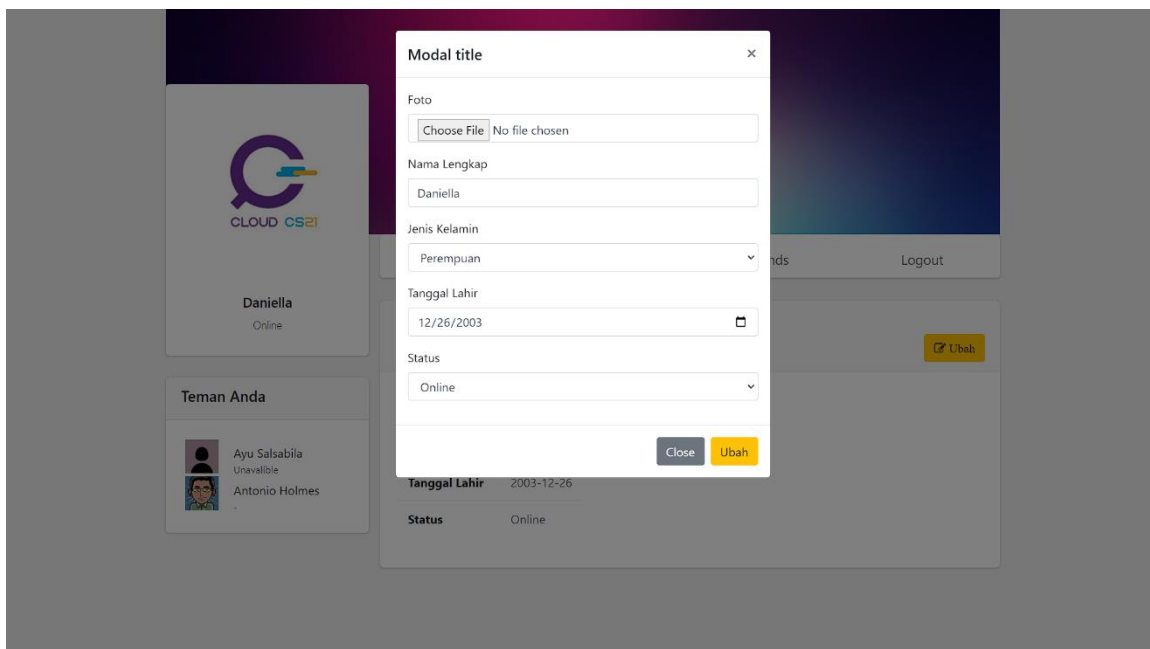 Modal title
×
Foto
Choose File No file chosen
Nama Lengkap
Daniella
Jenis Kelamin
Perempuan
Tanggal Lahir
12/26/2003
Status
Online
Close Ubah
CLOUD CS21
Daniella
Online
nds Logout
Ubah
Teman Anda
Ayu Salsabila
Unavalible
Antonio Holmes
-
Tanggal Lahir 2003-12-26
Status Online